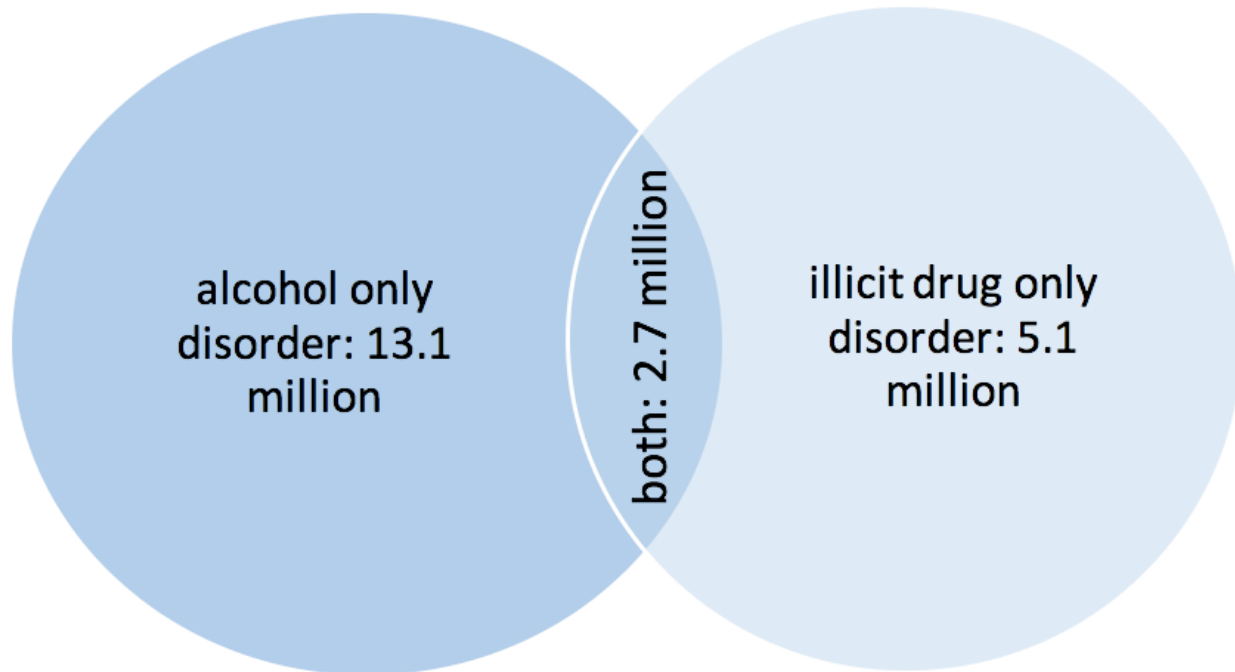 alcohol only
disorder: 13.1
million
both: 2.7 million
illicit drug only
disorder: 5.1
million